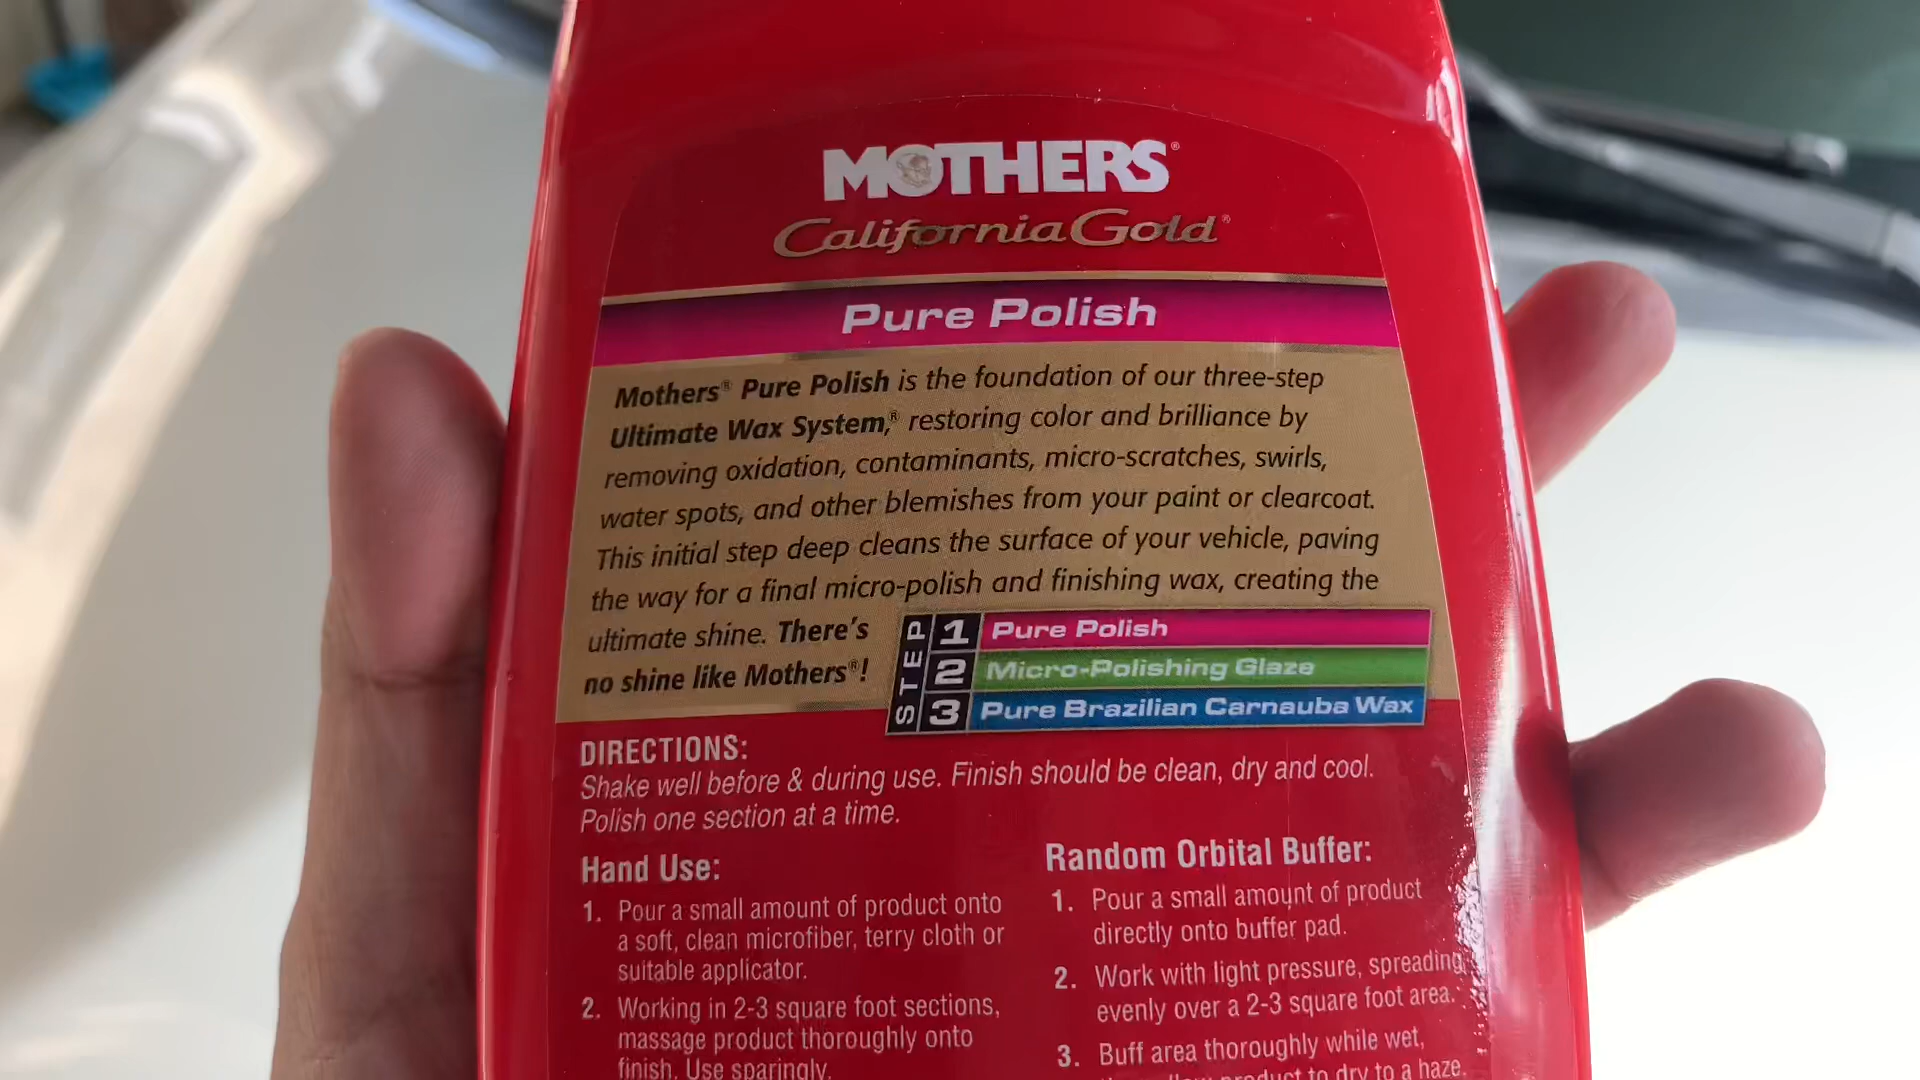 MOTHERS®
California Gold®
Pure Polish
Mothers® Pure Polish is the foundation of our three-step
Ultimate Wax System,® restoring color and brilliance by
removing oxidation, contaminants, micro-scratches, swirls,
water spots, and other blemishes from your paint or clearcoat.
This initial step deep cleans the surface of your vehicle, paving
the way for a final micro-polish and finishing wax, creating the
ultimate shine. There's
no shine like Mothers®!
STEP
1 Pure Polish
2 Micro-Polishing Glaze
3 Pure Brazilian Carnauba Wax
DIRECTIONS:
Shake well before & during use. Finish should be clean, dry and cool.
Polish one section at a time.
Hand Use:
1. Pour a small amount of product onto
a soft, clean microfiber, terry cloth or
suitable applicator.
2. Working in 2-3 square foot sections,
massage product thoroughly onto
finish. Use sparingly.
Random Orbital Buffer:
1. Pour a small amount of product
directly onto buffer pad.
2. Work with light pressure, spreading
evenly over a 2-3 square foot area.
3. Buff area thoroughly while wet,
product to dry to a haze.